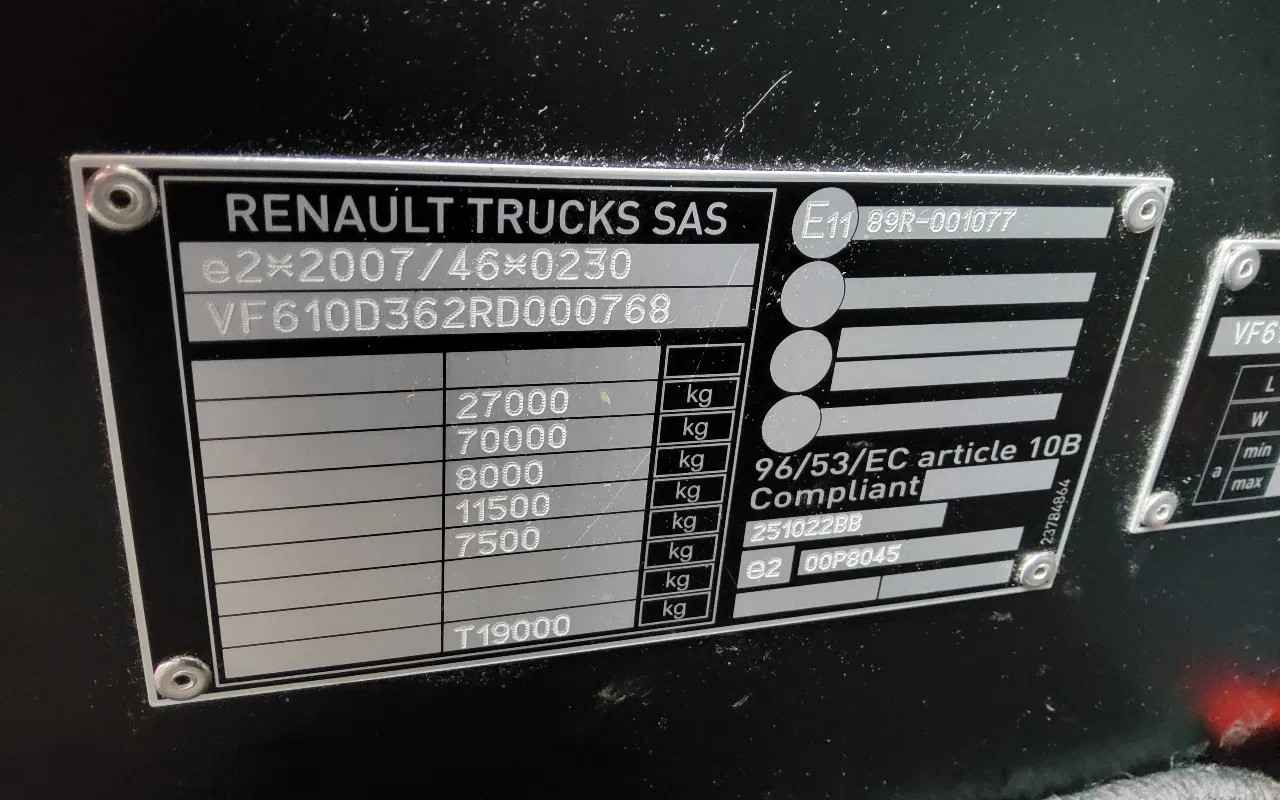 RENAULT TRUCKS SAS
e2*2007/46*0230
VF610D362RD000768
27000 kg
70000 kg
8000 kg
11500 kg
7500 kg
kg
kg
T19000
E11 89R-001077
96/53/EC article 10B
Compliant
251022BB
e2 00P8045
23784864
VF61
L
W
a
min
max